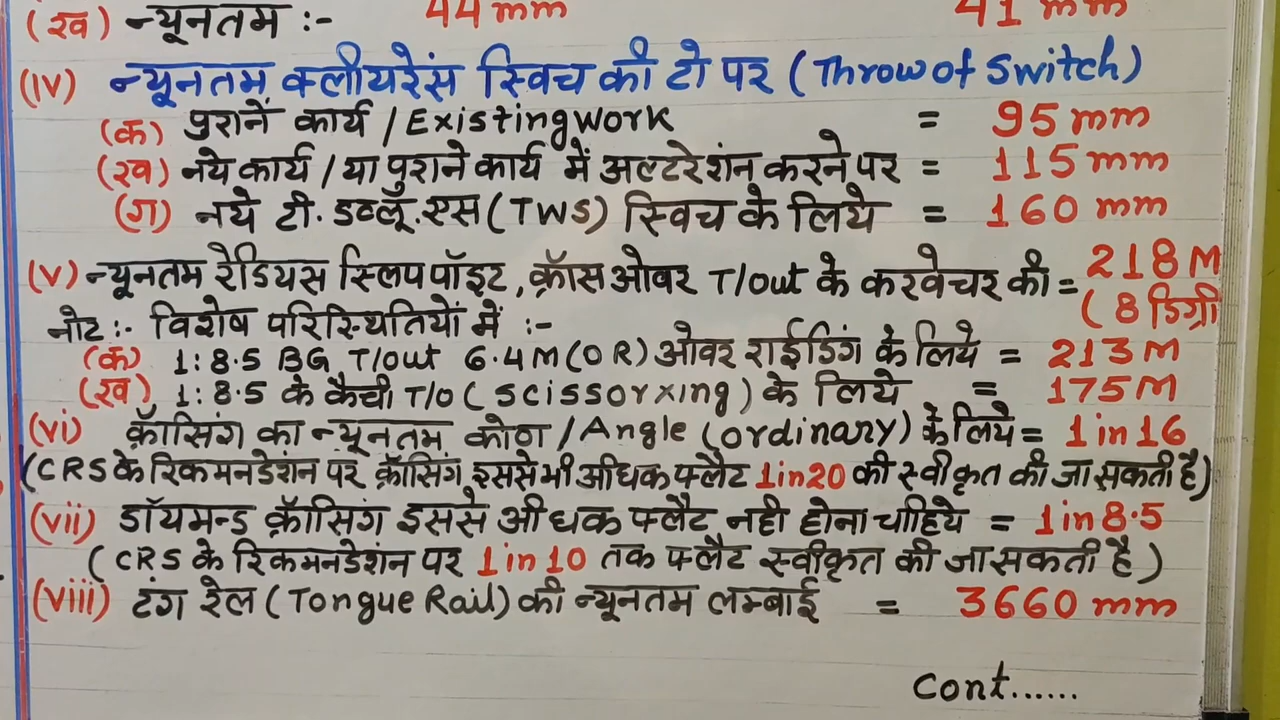 (ख) न्यूनतम :- 44 mm 41 mm
(iv) न्यूनतम क्लीयरेंस स्विच की टो पर (Throw of Switch)
(क) पुरानें कार्य / Existing work = 95 mm
(ख) नये कार्य / या पुराने कार्य में अल्टरेशंन करने पर = 115 mm
(ग) नये टी. डब्लू. एस (TWS) स्विच के लिये = 160 mm
(v) न्यूनतम रेडियस स्लिप पॉइट, क्रॉस ओवर T/out के करवेचर की = 218 M
नोट :- विशेष परिस्थितियों में :- ( 8 डिग्री
(क) 1:8.5 BG T/out 6.4 M (OR) ओवर राईडिंग के लिये = 213 M
(ख) 1:8.5 के कैची T/O (scissor xing) के लिये = 175 M
(vi) क्रॉसिंग का न्यूनतम कोण / Angle (ordinary) के लिये = 1 in 16
(CRS के रिकमनडेशंन पर क्रॉसिंग इससे भी अधिक फ्लैट 1 in 20 की स्वीकृत की जा सकती है)
(vii) डॉयमन्ड क्रॉसिंग इससे अधिक फ्लैट नही होना चाहिये = 1 in 8.5
( CRS के रिकमनडेशंन पर 1 in 10 तक फ्लैट स्वीकृत की जा सकती है )
(viii) टंग रेल (Tongue Rail) की न्यूनतम लम्बाई = 3660 mm
Cont......